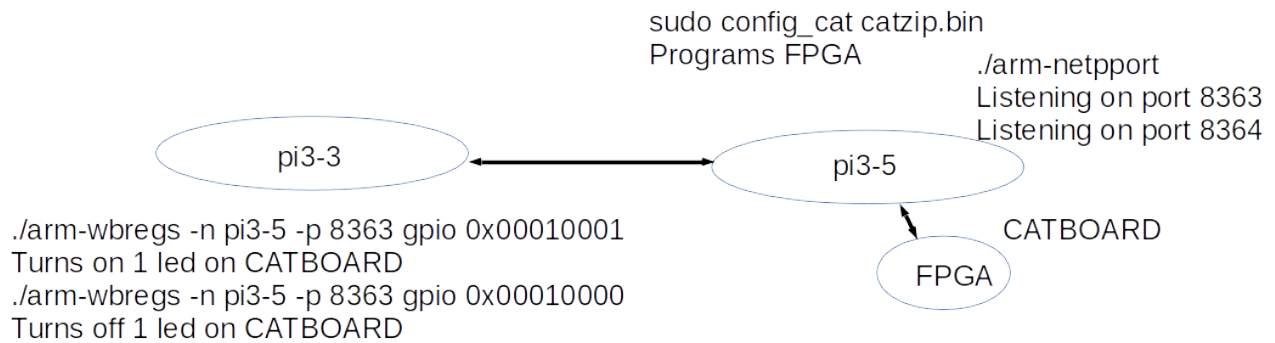 sudo config_cat catzip.bin
Programs FPGA
./arm-netpport
Listening on port 8363
Listening on port 8364
pi3-3
pi3-5
./arm-wbregs -n pi3-5 -p 8363 gpio 0x00010001
Turns on 1 led on CATBOARD
./arm-wbregs -n pi3-5 -p 8363 gpio 0x00010000
Turns off 1 led on CATBOARD
CATBOARD
FPGA